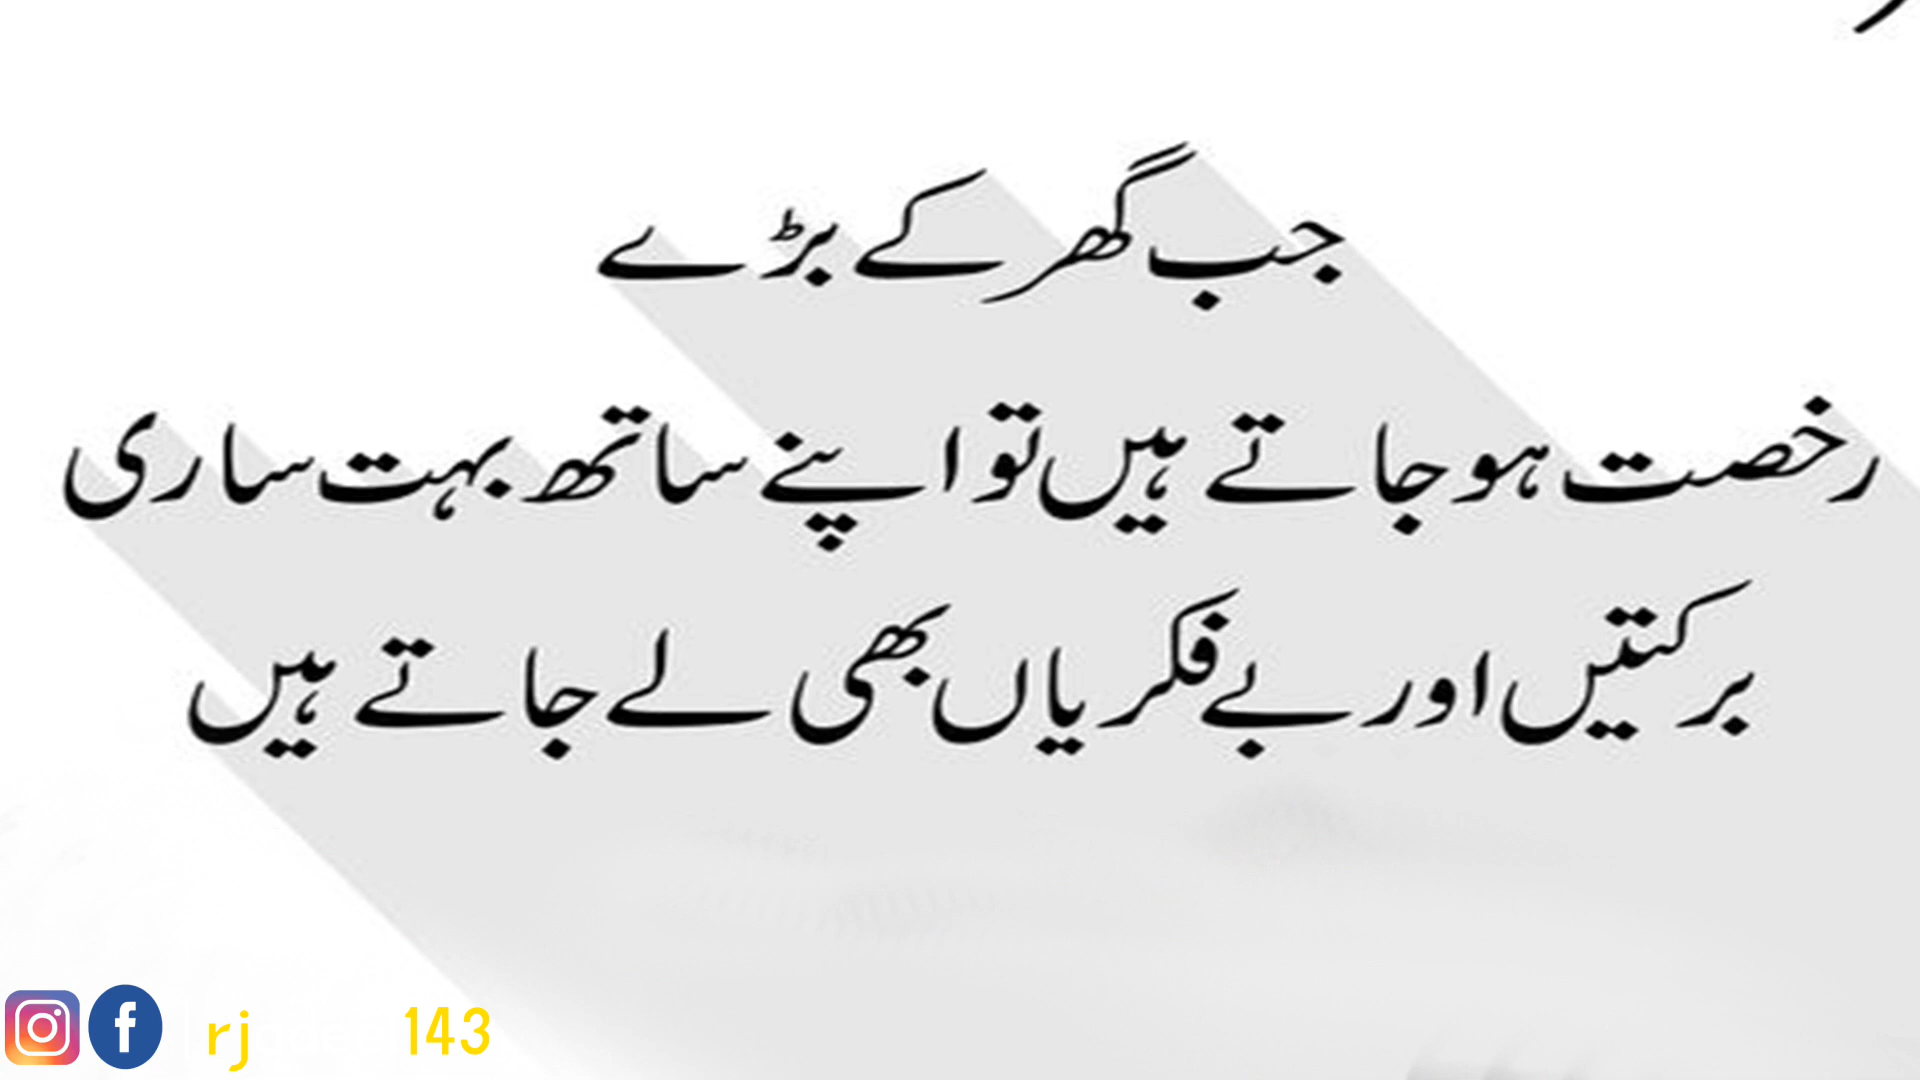 جب گھر کے بڑے
رخصت ہو جاتے ہیں تو اپنے ساتھ بہت ساری
برکتیں اور بے فکریاں بھی لے جاتے ہیں
rj 143